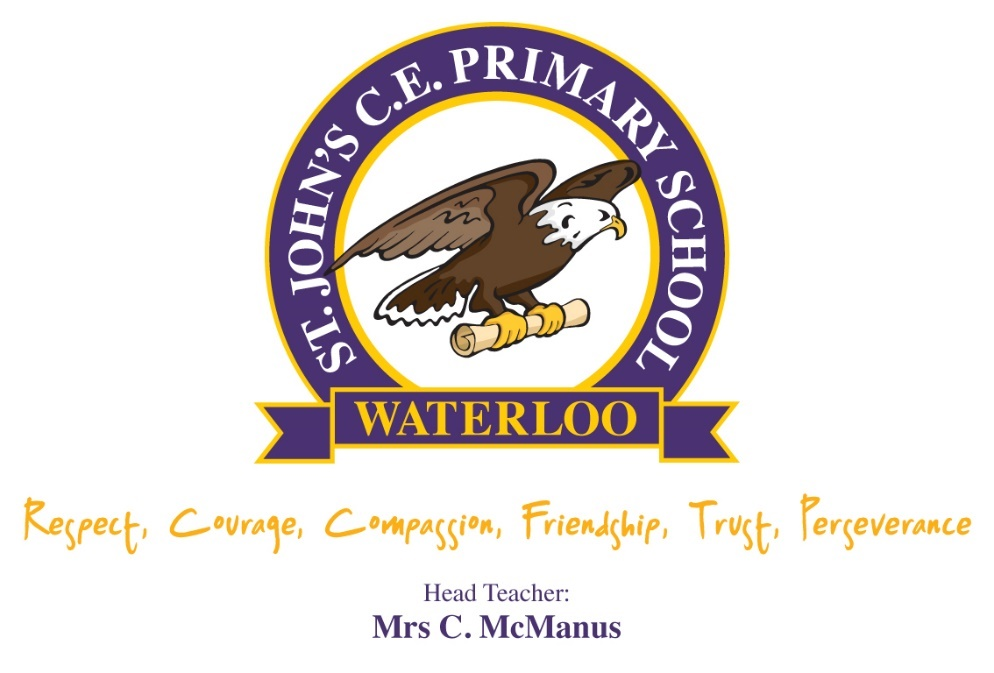 ST. JOHN'S C.E. PRIMARY SCHOOL
WATERLOO
Respect, Courage, Compassion, Friendship, Trust, Perseverance
Head Teacher:
Mrs C. McManus